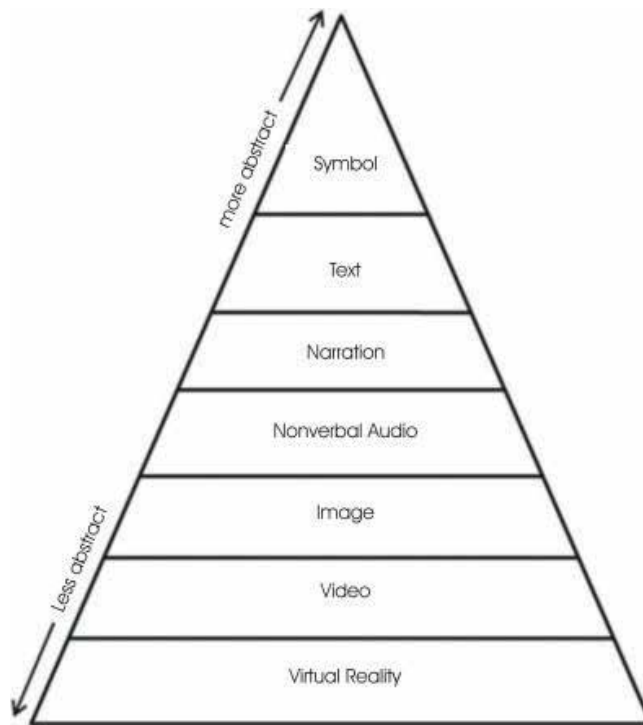 more abstract
Symbol
Text
Narration
Nonverbal Audio
Image
Less abstract
Video
Virtual Reality